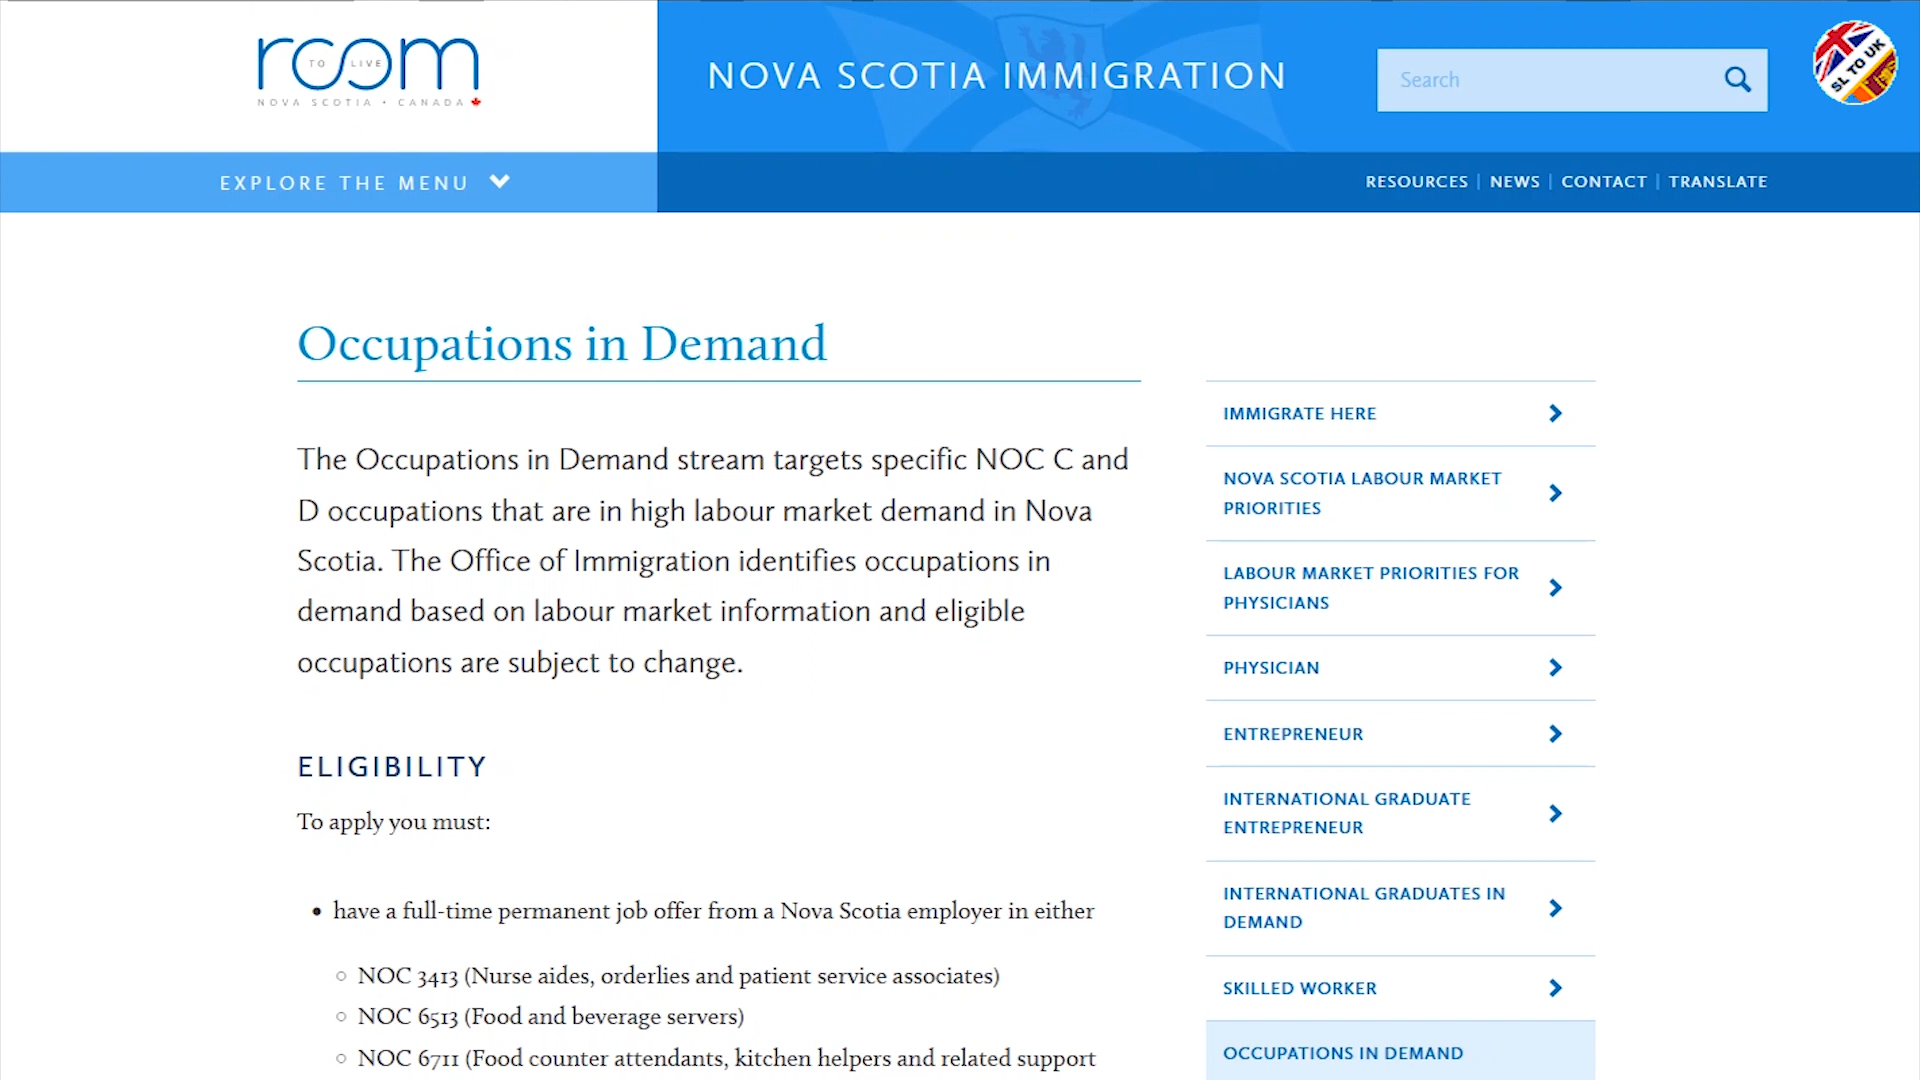 room
TO LIVE
NOVA SCOTIA • CANADA
NOVA SCOTIA IMMIGRATION
Search
SL TO UK
EXPLORE THE MENU
RESOURCES | NEWS | CONTACT | TRANSLATE
Occupations in Demand
The Occupations in Demand stream targets specific NOC C and
D occupations that are in high labour market demand in Nova
Scotia. The Office of Immigration identifies occupations in
demand based on labour market information and eligible
occupations are subject to change.
ELIGIBILITY
To apply you must:
• have a full-time permanent job offer from a Nova Scotia employer in either
○ NOC 3413 (Nurse aides, orderlies and patient service associates)
○ NOC 6513 (Food and beverage servers)
○ NOC 6711 (Food counter attendants, kitchen helpers and related support
IMMIGRATE HERE
NOVA SCOTIA LABOUR MARKET
PRIORITIES
LABOUR MARKET PRIORITIES FOR
PHYSICIANS
PHYSICIAN
ENTREPRENEUR
INTERNATIONAL GRADUATE
ENTREPRENEUR
INTERNATIONAL GRADUATES IN
DEMAND
SKILLED WORKER
OCCUPATIONS IN DEMAND